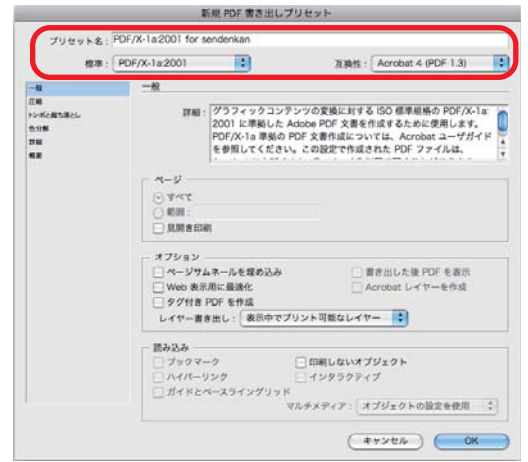 新規 PDF 書き出しプリセット
プリセット名： PDF/X-1a:2001 for sendenkan
標準： PDF/X-1a:2001 互換性： Acrobat 4 (PDF 1.3)
一般
圧縮
トンボと裁ち落とし
色分解
詳細
概要
一般
詳細： グラフィックコンテンツの変換に対する ISO 標準規格の PDF/X-1a:
2001 に準拠した Adobe PDF 文書を作成するために使用します。
PDF/X-1a 準拠の PDF 文書作成については、Acrobat ユーザガイド
を参照してください。この設定で作成された PDF ファイルは、
ページ
すべて
範囲：
見開き印刷
オプション
ページサムネールを埋め込み 書き出した後 PDF を表示
Web 表示用に最適化 Acrobat レイヤーを作成
タグ付き PDF を作成
レイヤー書き出し： 表示中でプリント可能なレイヤー
読み込み
ブックマーク 印刷しないオブジェクト
ハイパーリンク インタラクティブ
ガイドとベースライングリッド
マルチメディア： オブジェクトの設定を使用
キャンセル OK